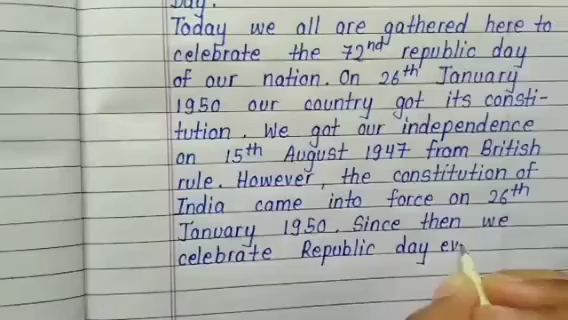 Day.
Today we all are gathered here to
celebrate the 72nd republic day
of our nation. On 26th January
1950 our country got its consti-
tution. We got our independence
on 15th August 1947 from British
rule. However, the constitution of
India came into force on 26th
January 1950. Since then we
celebrate Republic day ev